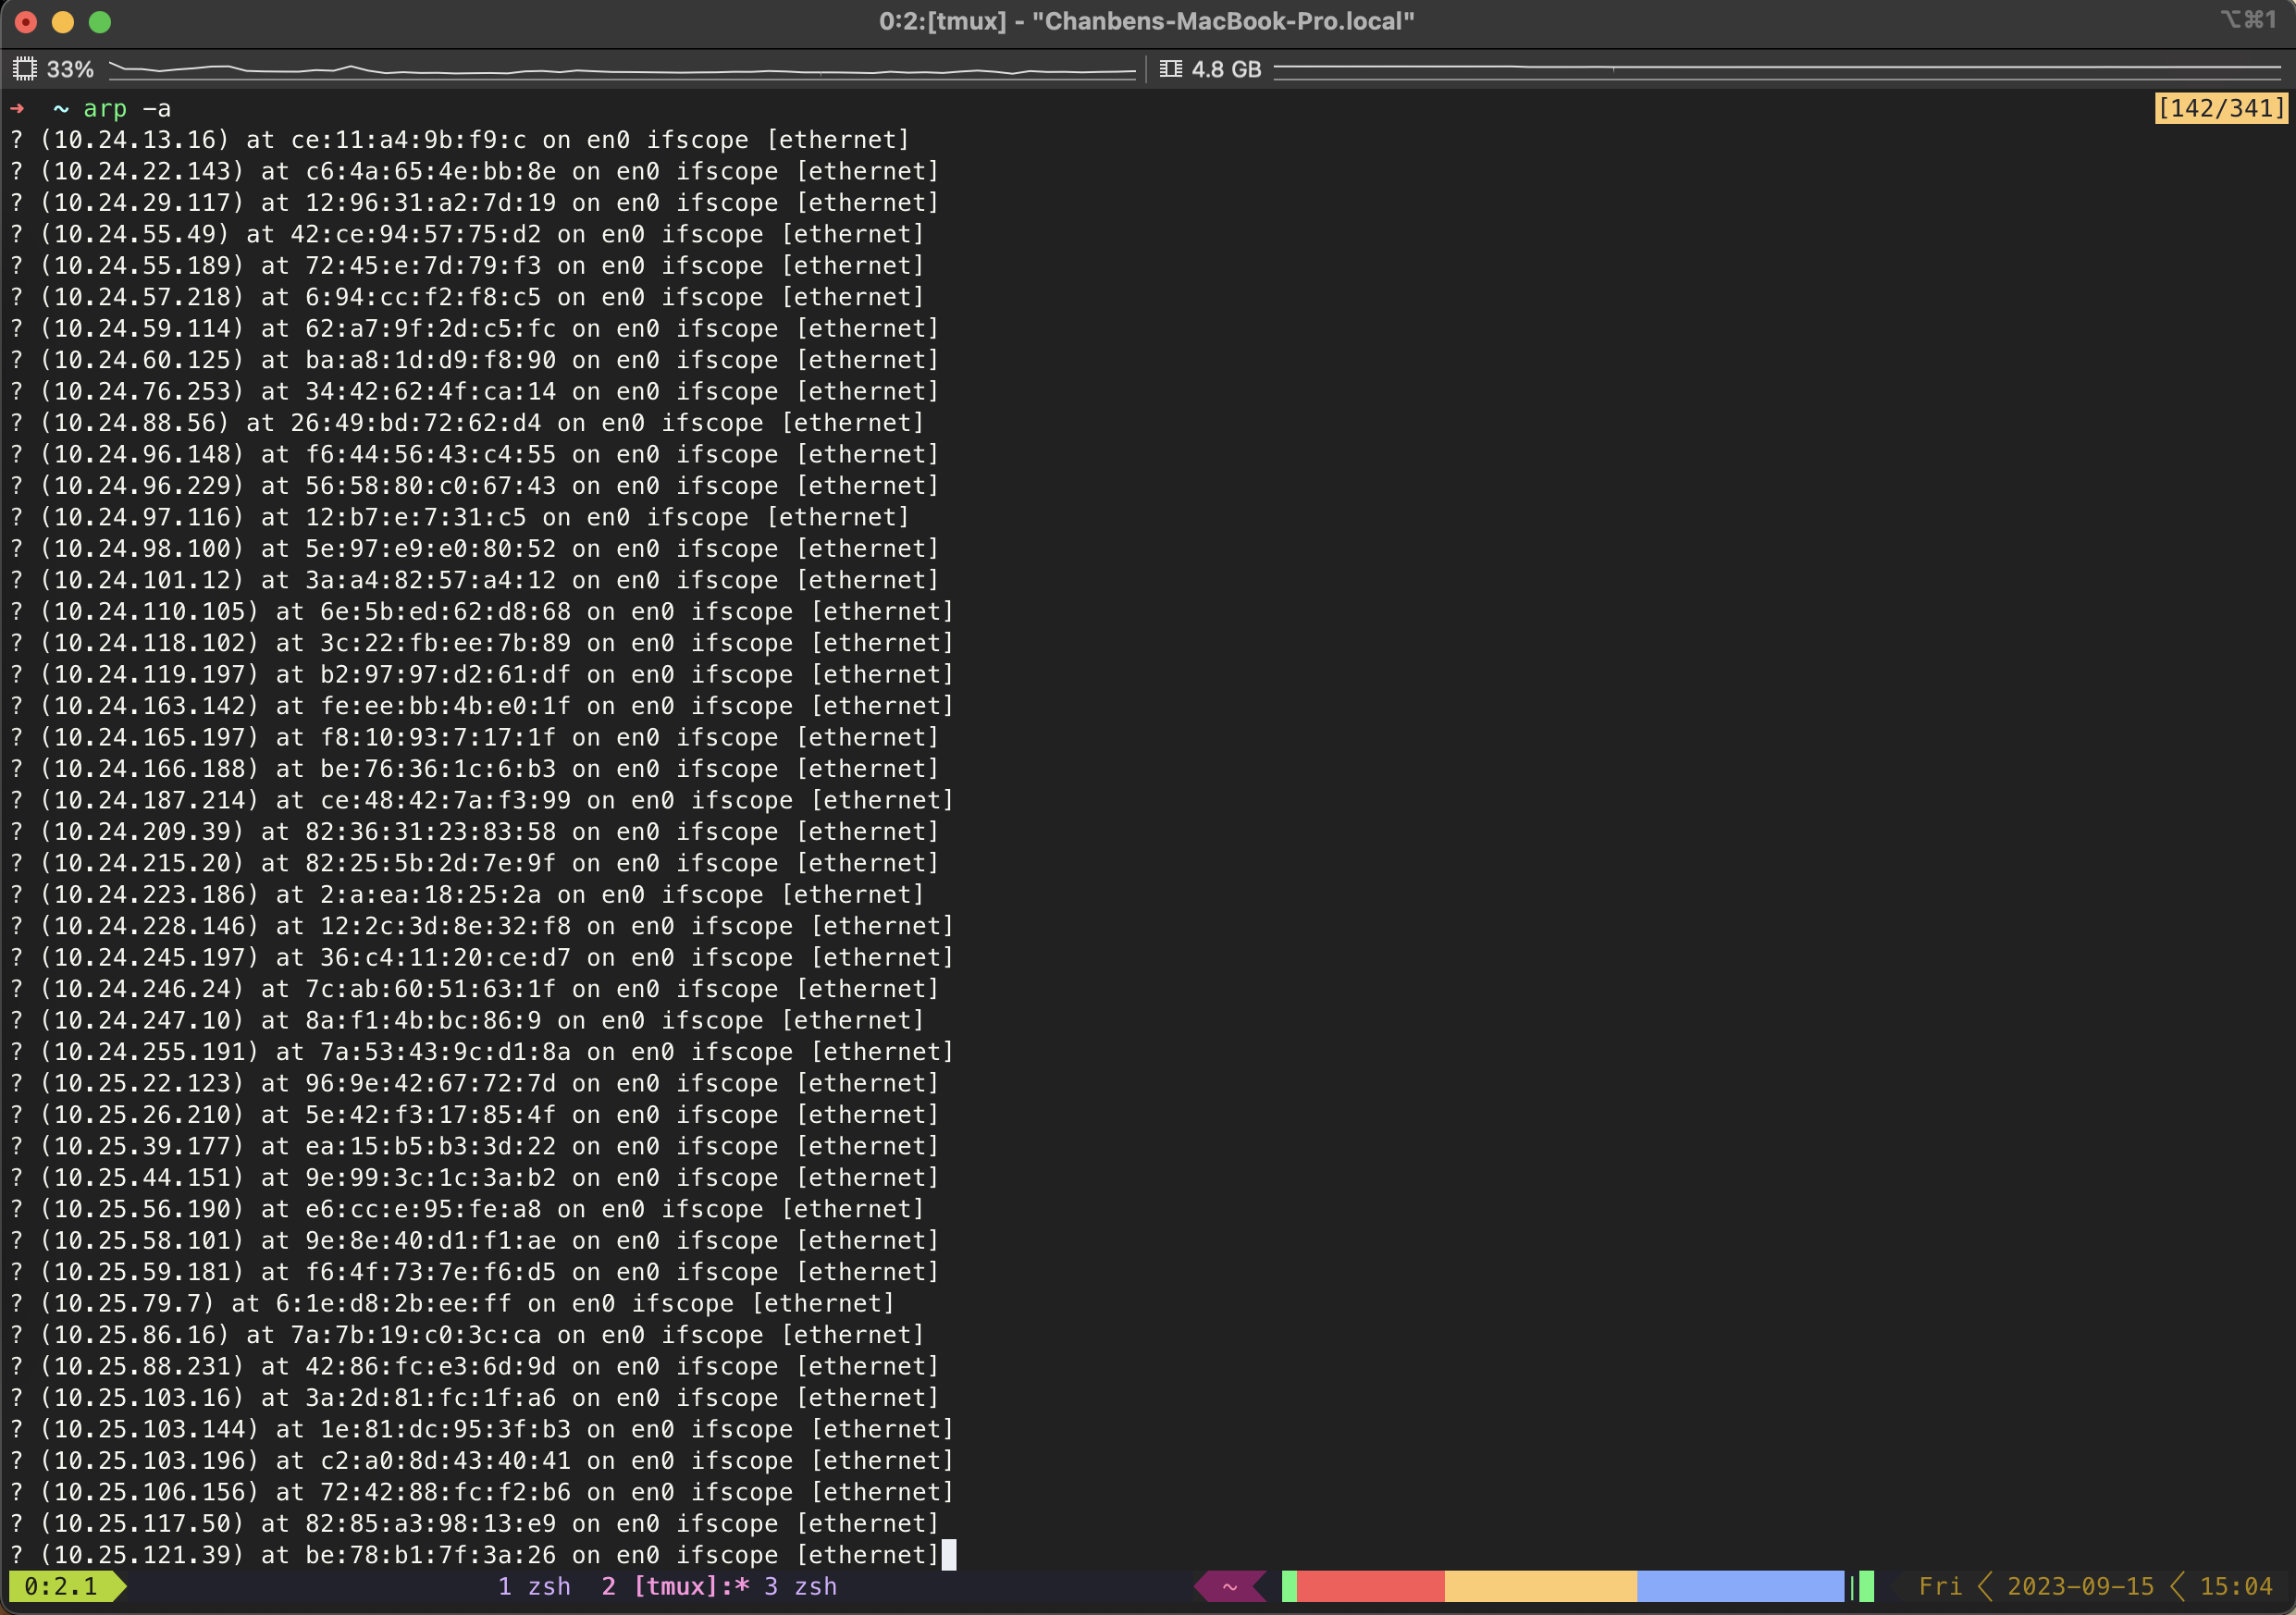 0:2:[tmux] - "Chanbens-MacBook-Pro.local"
⌥⌘1
33%
4.8 GB
➜ ~ arp -a
[142/341]
? (10.24.13.16) at ce:11:a4:9b:f9:c on en0 ifscope [ethernet]
? (10.24.22.143) at c6:4a:65:4e:bb:8e on en0 ifscope [ethernet]
? (10.24.29.117) at 12:96:31:a2:7d:19 on en0 ifscope [ethernet]
? (10.24.55.49) at 42:ce:94:57:75:d2 on en0 ifscope [ethernet]
? (10.24.55.189) at 72:45:e:7d:79:f3 on en0 ifscope [ethernet]
? (10.24.57.218) at 6:94:cc:f2:f8:c5 on en0 ifscope [ethernet]
? (10.24.59.114) at 62:a7:9f:2d:c5:fc on en0 ifscope [ethernet]
? (10.24.60.125) at ba:a8:1d:d9:f8:90 on en0 ifscope [ethernet]
? (10.24.76.253) at 34:42:62:4f:ca:14 on en0 ifscope [ethernet]
? (10.24.88.56) at 26:49:bd:72:62:d4 on en0 ifscope [ethernet]
? (10.24.96.148) at f6:44:56:43:c4:55 on en0 ifscope [ethernet]
? (10.24.96.229) at 56:58:80:c0:67:43 on en0 ifscope [ethernet]
? (10.24.97.116) at 12:b7:e:7:31:c5 on en0 ifscope [ethernet]
? (10.24.98.100) at 5e:97:e9:e0:80:52 on en0 ifscope [ethernet]
? (10.24.101.12) at 3a:a4:82:57:a4:12 on en0 ifscope [ethernet]
? (10.24.110.105) at 6e:5b:ed:62:d8:68 on en0 ifscope [ethernet]
? (10.24.118.102) at 3c:22:fb:ee:7b:89 on en0 ifscope [ethernet]
? (10.24.119.197) at b2:97:97:d2:61:df on en0 ifscope [ethernet]
? (10.24.163.142) at fe:ee:bb:4b:e0:1f on en0 ifscope [ethernet]
? (10.24.165.197) at f8:10:93:7:17:1f on en0 ifscope [ethernet]
? (10.24.166.188) at be:76:36:1c:6:b3 on en0 ifscope [ethernet]
? (10.24.187.214) at ce:48:42:7a:f3:99 on en0 ifscope [ethernet]
? (10.24.209.39) at 82:36:31:23:83:58 on en0 ifscope [ethernet]
? (10.24.215.20) at 82:25:5b:2d:7e:9f on en0 ifscope [ethernet]
? (10.24.223.186) at 2:a:ea:18:25:2a on en0 ifscope [ethernet]
? (10.24.228.146) at 12:2c:3d:8e:32:f8 on en0 ifscope [ethernet]
? (10.24.245.197) at 36:c4:11:20:ce:d7 on en0 ifscope [ethernet]
? (10.24.246.24) at 7c:ab:60:51:63:1f on en0 ifscope [ethernet]
? (10.24.247.10) at 8a:f1:4b:bc:86:9 on en0 ifscope [ethernet]
? (10.24.255.191) at 7a:53:43:9c:d1:8a on en0 ifscope [ethernet]
? (10.25.22.123) at 96:9e:42:67:72:7d on en0 ifscope [ethernet]
? (10.25.26.210) at 5e:42:f3:17:85:4f on en0 ifscope [ethernet]
? (10.25.39.177) at ea:15:b5:b3:3d:22 on en0 ifscope [ethernet]
? (10.25.44.151) at 9e:99:3c:1c:3a:b2 on en0 ifscope [ethernet]
? (10.25.56.190) at e6:cc:e:95:fe:a8 on en0 ifscope [ethernet]
? (10.25.58.101) at 9e:8e:40:d1:f1:ae on en0 ifscope [ethernet]
? (10.25.59.181) at f6:4f:73:7e:f6:d5 on en0 ifscope [ethernet]
? (10.25.79.7) at 6:1e:d8:2b:ee:ff on en0 ifscope [ethernet]
? (10.25.86.16) at 7a:7b:19:c0:3c:ca on en0 ifscope [ethernet]
? (10.25.88.231) at 42:86:fc:e3:6d:9d on en0 ifscope [ethernet]
? (10.25.103.16) at 3a:2d:81:fc:1f:a6 on en0 ifscope [ethernet]
? (10.25.103.144) at 1e:81:dc:95:3f:b3 on en0 ifscope [ethernet]
? (10.25.103.196) at c2:a0:8d:43:40:41 on en0 ifscope [ethernet]
? (10.25.106.156) at 72:42:88:fc:f2:b6 on en0 ifscope [ethernet]
? (10.25.117.50) at 82:85:a3:98:13:e9 on en0 ifscope [ethernet]
? (10.25.121.39) at be:78:b1:7f:3a:26 on en0 ifscope [ethernet]
0:2.1 1 zsh 2 [tmux]:* 3 zsh ~ Fri 2023-09-15 15:04